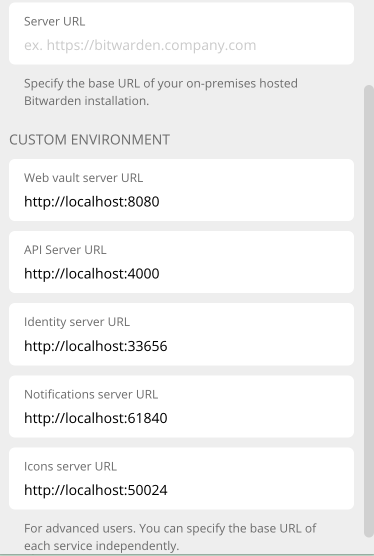 Server URL
ex. https://bitwarden.company.com
Specify the base URL of your on-premises hosted
Bitwarden installation.
CUSTOM ENVIRONMENT
Web vault server URL
http://localhost:8080
API Server URL
http://localhost:4000
Identity server URL
http://localhost:33656
Notifications server URL
http://localhost:61840
Icons server URL
http://localhost:50024
For advanced users. You can specify the base URL of
each service independently.